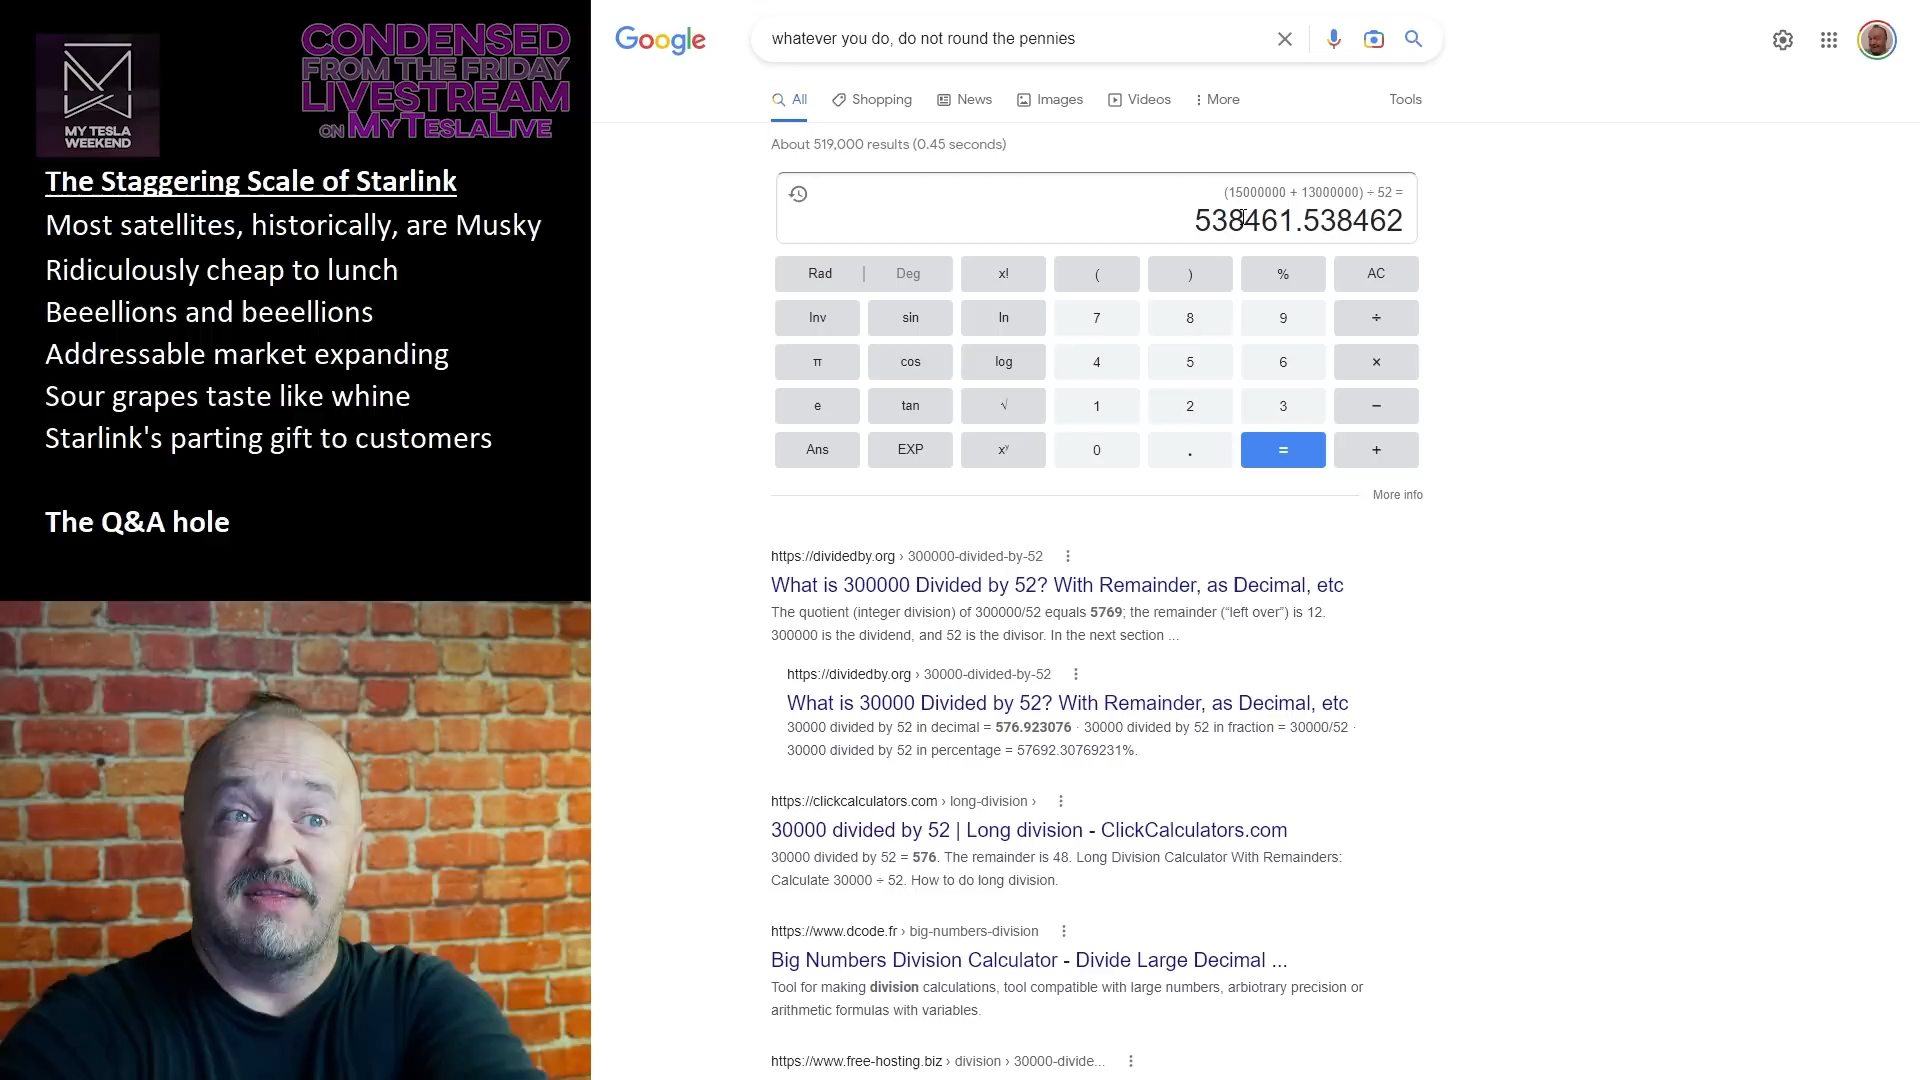 MY TESLA
WEEKEND
CONDENSED
FROM THE FRIDAY
LIVESTREAM
ON MYTESLALIVE
The Staggering Scale of Starlink
Most satellites, historically, are Musky
Ridiculously cheap to lunch
Beeellions and beeellions
Addressable market expanding
Sour grapes taste like whine
Starlink's parting gift to customers
The Q&A hole
Google
whatever you do, do not round the pennies
All Shopping News Images Videos More Tools
About 519,000 results (0.45 seconds)
(15000000 + 13000000) ÷ 52 =
538461.538462
Rad | Deg x! ( ) % AC
Inv sin ln 7 8 9 ÷
π cos log 4 5 6 ×
e tan √ 1 2 3 −
Ans EXP xʸ 0 . = +
More info
https://dividedby.org › 300000-divided-by-52
What is 300000 Divided by 52? With Remainder, as Decimal, etc
The quotient (integer division) of 300000/52 equals 5769; the remainder (“left over”) is 12.
300000 is the dividend, and 52 is the divisor. In the next section ...
https://dividedby.org › 30000-divided-by-52
What is 30000 Divided by 52? With Remainder, as Decimal, etc
30000 divided by 52 in decimal = 576.923076 · 30000 divided by 52 in fraction = 30000/52 ·
30000 divided by 52 in percentage = 57692.30769231%.
https://clickcalculators.com › long-division ›
30000 divided by 52 | Long division - ClickCalculators.com
30000 divided by 52 = 576. The remainder is 48. Long Division Calculator With Remainders:
Calculate 30000 ÷ 52. How to do long division.
https://www.dcode.fr › big-numbers-division
Big Numbers Division Calculator - Divide Large Decimal ...
Tool for making division calculations, tool compatible with large numbers, arbiotrary precision or
arithmetic formulas with variables.
https://www.free-hosting.biz › division › 30000-divide...